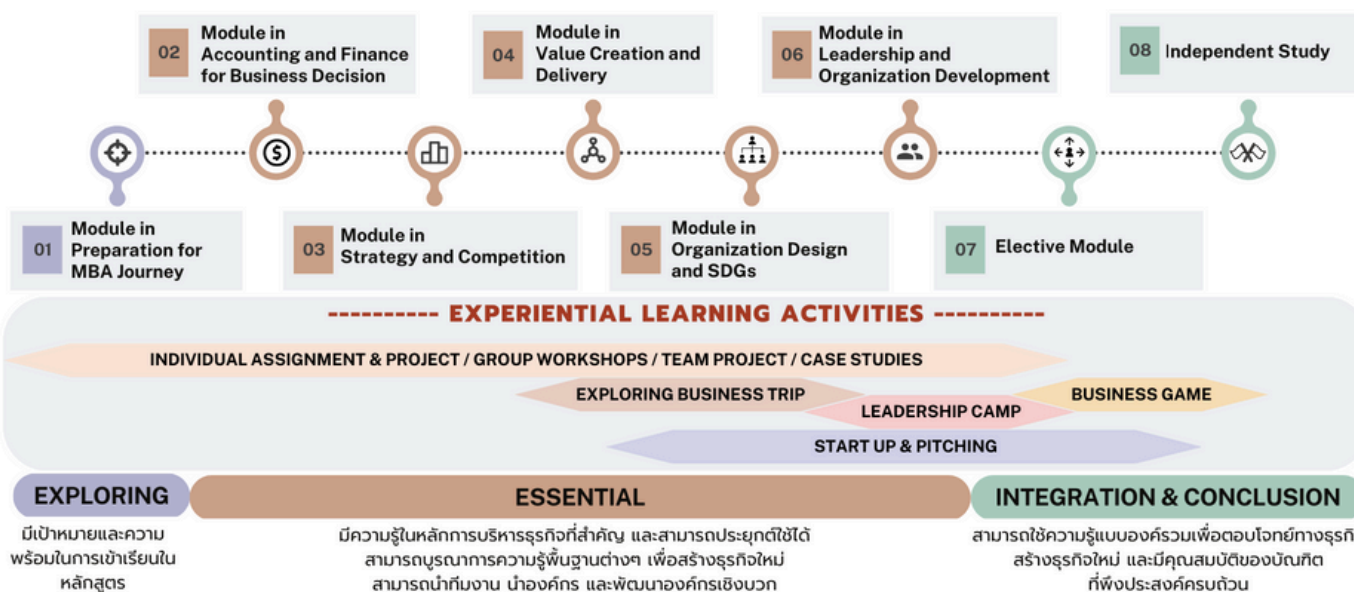 02
Module in
Accounting and Finance
for Business Decision
04
Module in
Value Creation and
Delivery
06
Module in
Leadership and
Organization Development
08
Independent Study
01
Module in
Preparation for
MBA Journey
03
Module in
Strategy and Competition
05
Module in
Organization Design
and SDGs
07
Elective Module
---------- EXPERIENTIAL LEARNING ACTIVITIES ----------
INDIVIDUAL ASSIGNMENT & PROJECT / GROUP WORKSHOPS / TEAM PROJECT / CASE STUDIES
EXPLORING BUSINESS TRIP
BUSINESS GAME
LEADERSHIP CAMP
START UP & PITCHING
EXPLORING
มีเป้าหมายและความ
พร้อมในการเข้าเรียนใน
หลักสูตร
ESSENTIAL
มีความรู้ในหลักการบริหารธุรกิจที่สำคัญ และสามารถประยุกต์ใช้ได้
สามารถบูรณาการความรู้พื้นฐานต่างๆ เพื่อสร้างธุรกิจใหม่
สามารถนำทีมงาน นำองค์กร และพัฒนาองค์กรเชิงบวก
INTEGRATION & CONCLUSION
สามารถใช้ความรู้แบบองค์รวมเพื่อตอบโจทย์ทางธุรกิ
สร้างธุรกิจใหม่ และมีคุณสมบัติของบัณฑิต
ที่พึงประสงค์ครบถ้วน